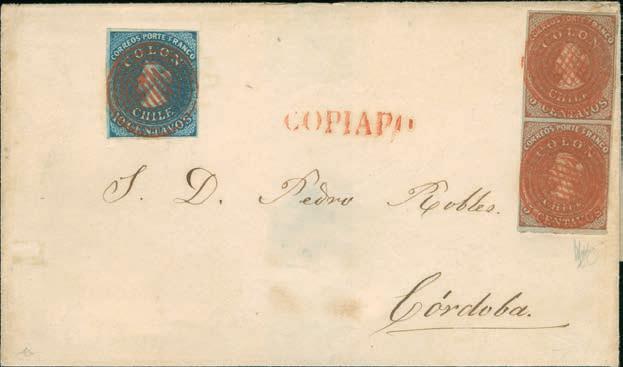 CORREOS PORTE FRANCO
COLON
CHILE
10 CENTAVOS
COPIAPO
CORREOS PORTE FRANCO
COLON
CHILE
5 CENTAVOS
CORREOS PORTE FRANCO
COLON
CHILE
5 CENTAVOS
S. D. Pedro Robles.
Córdoba.